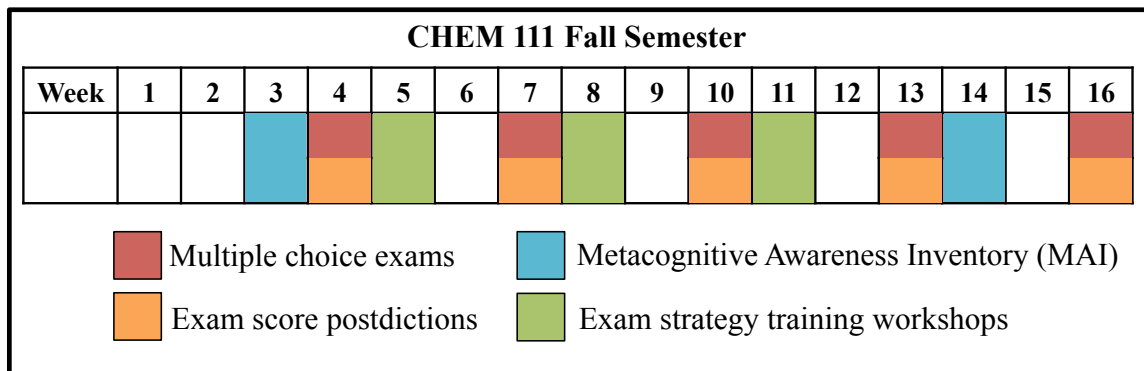 CHEM 111 Fall Semester
Week 1 2 3 4 5 6 7 8 9 10 11 12 13 14 15 16
Multiple choice exams
Metacognitive Awareness Inventory (MAI)
Exam score postdictions
Exam strategy training workshops